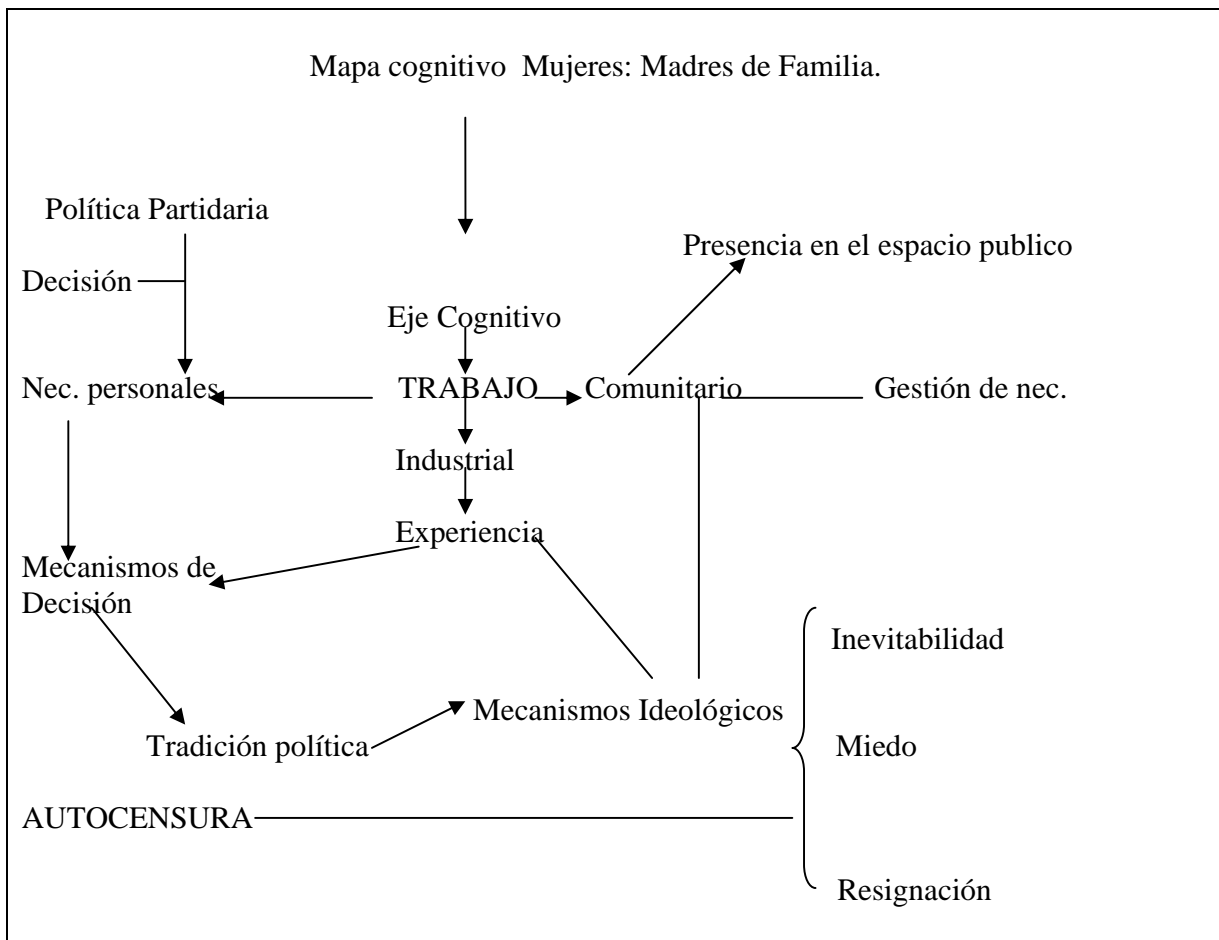 Mapa cognitivo  Mujeres: Madres de Familia.
Política Partidaria
Presencia en el espacio publico
Decisión
Eje Cognitivo
Nec. personales
TRABAJO
Comunitario
Gestión de nec.
Industrial
Experiencia
Mecanismos de
Decisión
Inevitabilidad
Mecanismos Ideológicos
Tradición política
Miedo
AUTOCENSURA
Resignación